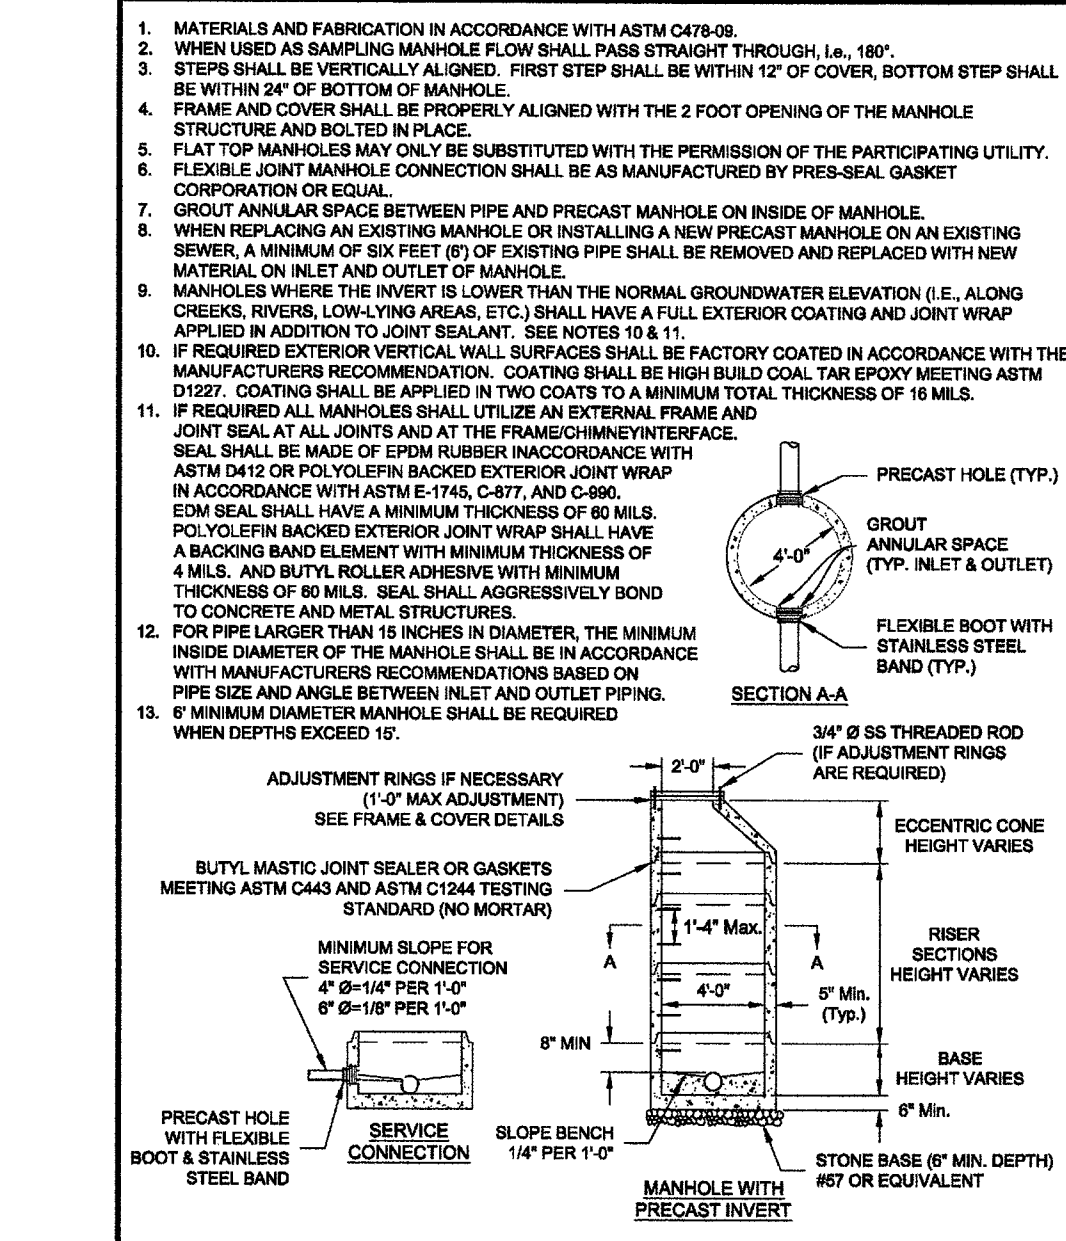 1. MATERIALS AND FABRICATION IN ACCORDANCE WITH ASTM C478-09.
2. WHEN USED AS SAMPLING MANHOLE FLOW SHALL PASS STRAIGHT THROUGH, i.e., 180°.
3. STEPS SHALL BE VERTICALLY ALIGNED. FIRST STEP SHALL BE WITHIN 12" OF COVER, BOTTOM STEP SHALL
BE WITHIN 24" OF BOTTOM OF MANHOLE.
4. FRAME AND COVER SHALL BE PROPERLY ALIGNED WITH THE 2 FOOT OPENING OF THE MANHOLE
STRUCTURE AND BOLTED IN PLACE.
5. FLAT TOP MANHOLES MAY ONLY BE SUBSTITUTED WITH THE PERMISSION OF THE PARTICIPATING UTILITY.
6. FLEXIBLE JOINT MANHOLE CONNECTION SHALL BE AS MANUFACTURED BY PRES-SEAL GASKET
CORPORATION OR EQUAL.
7. GROUT ANNULAR SPACE BETWEEN PIPE AND PRECAST MANHOLE ON INSIDE OF MANHOLE.
8. WHEN REPLACING AN EXISTING MANHOLE OR INSTALLING A NEW PRECAST MANHOLE ON AN EXISTING
SEWER, A MINIMUM OF SIX FEET (6') OF EXISTING PIPE SHALL BE REMOVED AND REPLACED WITH NEW
MATERIAL ON INLET AND OUTLET OF MANHOLE.
9. MANHOLES WHERE THE INVERT IS LOWER THAN THE NORMAL GROUNDWATER ELEVATION (I.E., ALONG
CREEKS, RIVERS, LOW-LYING AREAS, ETC.) SHALL HAVE A FULL EXTERIOR COATING AND JOINT WRAP
APPLIED IN ADDITION TO JOINT SEALANT. SEE NOTES 10 & 11.
10. IF REQUIRED EXTERIOR VERTICAL WALL SURFACES SHALL BE FACTORY COATED IN ACCORDANCE WITH THE
MANUFACTURERS RECOMMENDATION. COATING SHALL BE HIGH BUILD COAL TAR EPOXY MEETING ASTM
D1227. COATING SHALL BE APPLIED IN TWO COATS TO A MINIMUM TOTAL THICKNESS OF 16 MILS.
11. IF REQUIRED ALL MANHOLES SHALL UTILIZE AN EXTERNAL FRAME AND
JOINT SEAL AT ALL JOINTS AND AT THE FRAME/CHIMNEYINTERFACE.
SEAL SHALL BE MADE OF EPDM RUBBER INACCORDANCE WITH
ASTM D412 OR POLYOLEFIN BACKED EXTERIOR JOINT WRAP
IN ACCORDANCE WITH ASTM E-1745, C-877, AND C-990.
EDM SEAL SHALL HAVE A MINIMUM THICKNESS OF 60 MILS.
POLYOLEFIN BACKED EXTERIOR JOINT WRAP SHALL HAVE
A BACKING BAND ELEMENT WITH MINIMUM THICKNESS OF
4 MILS. AND BUTYL ROLLER ADHESIVE WITH MINIMUM
THICKNESS OF 60 MILS. SEAL SHALL AGGRESSIVELY BOND
TO CONCRETE AND METAL STRUCTURES.
12. FOR PIPE LARGER THAN 15 INCHES IN DIAMETER, THE MINIMUM
INSIDE DIAMETER OF THE MANHOLE SHALL BE IN ACCORDANCE
WITH MANUFACTURERS RECOMMENDATIONS BASED ON
PIPE SIZE AND ANGLE BETWEEN INLET AND OUTLET PIPING.
13. 6' MINIMUM DIAMETER MANHOLE SHALL BE REQUIRED
WHEN DEPTHS EXCEED 15'.
PRECAST HOLE (TYP.)
GROUT
ANNULAR SPACE
(TYP. INLET & OUTLET)
4'-0"
FLEXIBLE BOOT WITH
STAINLESS STEEL
BAND (TYP.)
SECTION A-A
3/4" Ø SS THREADED ROD
(IF ADJUSTMENT RINGS
ARE REQUIRED)
2'-0"
ADJUSTMENT RINGS IF NECESSARY
(1'-0" MAX ADJUSTMENT)
SEE FRAME & COVER DETAILS
ECCENTRIC CONE
HEIGHT VARIES
BUTYL MASTIC JOINT SEALER OR GASKETS
MEETING ASTM C443 AND ASTM C1244 TESTING
STANDARD (NO MORTAR)
1'-4" Max.
A
A
RISER
SECTIONS
HEIGHT VARIES
MINIMUM SLOPE FOR
SERVICE CONNECTION
4" Ø=1/4" PER 1'-0"
6" Ø=1/8" PER 1'-0"
4'-0"
5" Min.
(Typ.)
8" MIN
BASE
HEIGHT VARIES
6" Min.
PRECAST HOLE
WITH FLEXIBLE
BOOT & STAINLESS
STEEL BAND
SERVICE
CONNECTION
SLOPE BENCH
1/4" PER 1'-0"
STONE BASE (6" MIN. DEPTH)
#57 OR EQUIVALENT
MANHOLE WITH
PRECAST INVERT